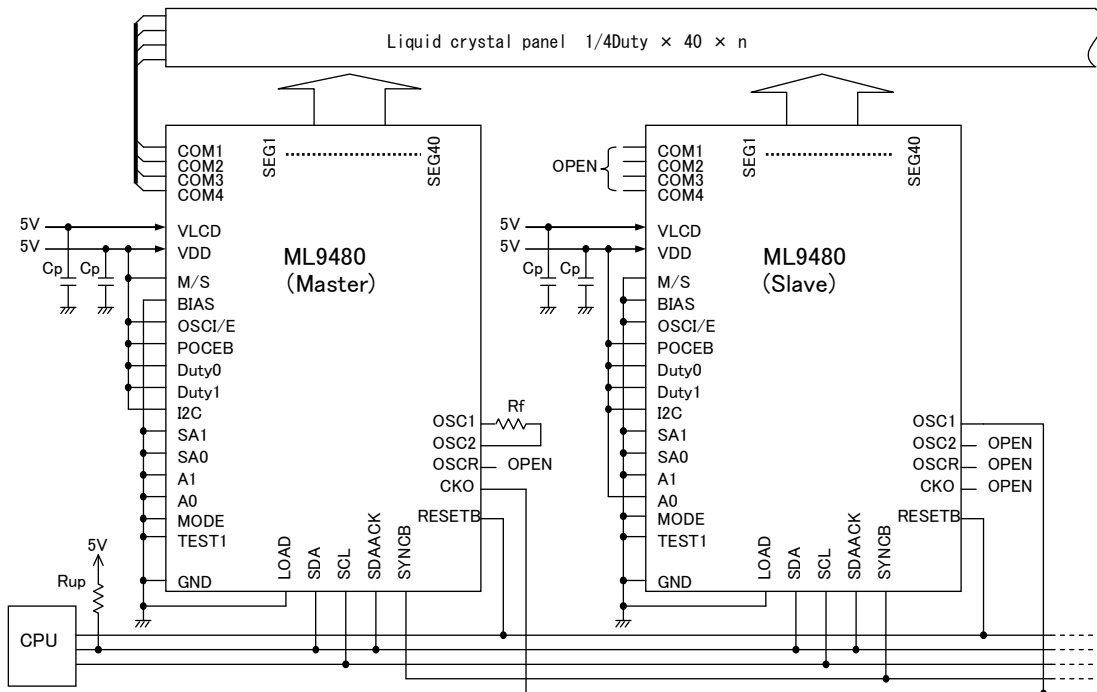 Liquid crystal panel 1/4Duty × 40 × n
COM1
COM2
COM3
COM4
SEG1
SEG40
5V
VLCD
5V
VDD
Cp
Cp
ML9480
(Master)
M/S
BIAS
OSCI/E
POCEB
Duty0
Duty1
I2C
SA1
SA0
A1
A0
MODE
TEST1
GND
OSC1
Rf
OSC2
OSCR
OPEN
CKO
RESETB
LOAD
SDA
SCL
SDAACK
SYNCB
OPEN
COM1
COM2
COM3
COM4
SEG1
SEG40
5V
VLCD
5V
VDD
Cp
Cp
ML9480
(Slave)
M/S
BIAS
OSCI/E
POCEB
Duty0
Duty1
I2C
SA1
SA0
A1
A0
MODE
TEST1
GND
OSC1
OSC2
OPEN
OSCR
OPEN
CKO
OPEN
RESETB
LOAD
SDA
SCL
SDAACK
SYNCB
5V
Rup
CPU